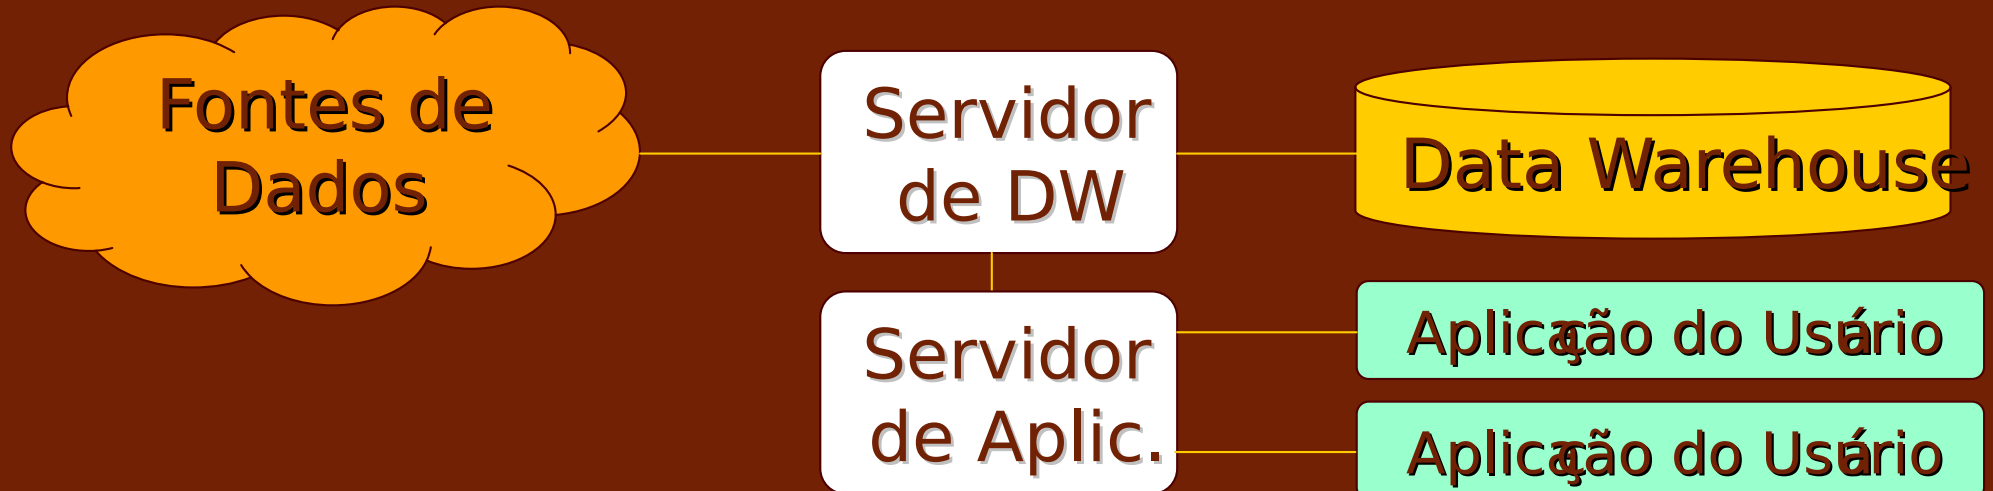 Fontes de
Dados
Servidor
de DW
Data Warehouse
Servidor
de Aplic.
Aplicação do Usuário
Aplicação do Usuário